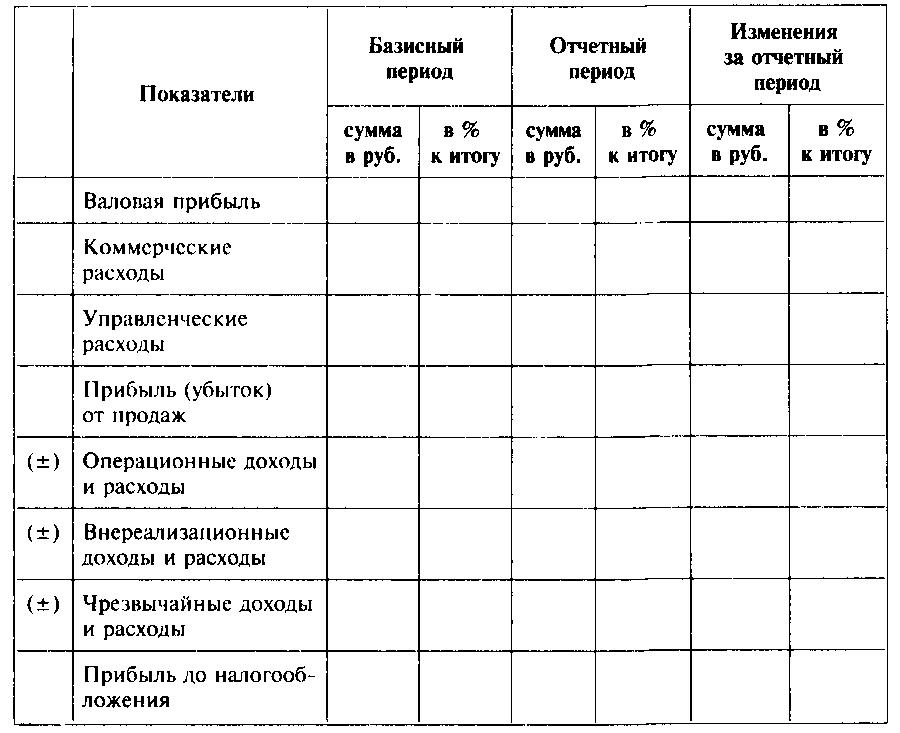 Показатели
Базисный
период
Отчетный
период
Изменения
за отчетный
период
сумма
в руб.
в %
к итогу
сумма
в руб.
в %
к итогу
сумма
в руб.
в %
к итогу
Валовая прибыль
Коммерческие
расходы
Управленческие
расходы
Прибыль (убыток)
от продаж
(±) Операционные доходы
и расходы
(±) Внереализационные
доходы и расходы
(±) Чрезвычайные доходы
и расходы
Прибыль до налогооб-
ложения